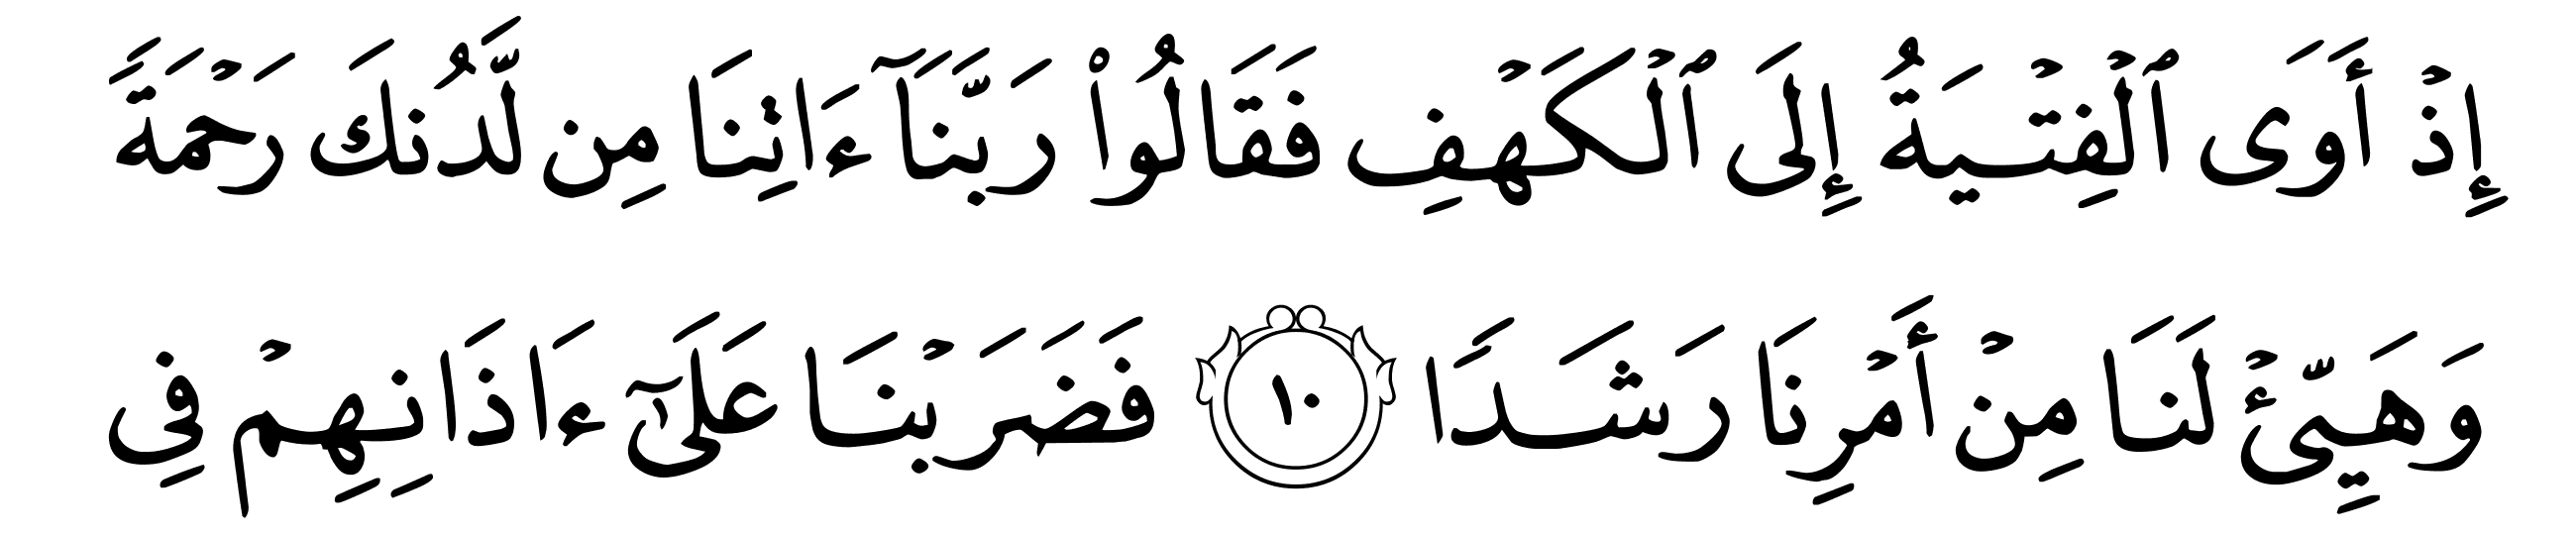 إِذۡ أَوَى ٱلۡفِتۡيَةُ إِلَى ٱلۡكَهۡفِ فَقَالُواْ رَبَّنَآ ءَاتِنَا مِن لَّدُنكَ رَحۡمَةٗ
وَهَيِّئۡ لَنَا مِنۡ أَمۡرِنَا رَشَدٗا ١٠ فَضَرَبۡنَا عَلَىٰٓ ءَاذَانِهِمۡ فِي